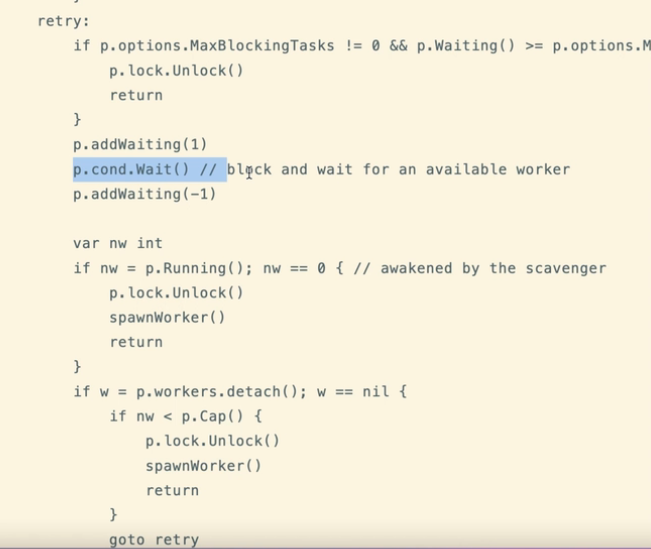 retry:
if p.options.MaxBlockingTasks != 0 && p.Waiting() >= p.options.M
p.lock.Unlock()
return
}
p.addWaiting(1)
p.cond.Wait() // block and wait for an available worker
p.addWaiting(-1)
var nw int
if nw = p.Running(); nw == 0 { // awakened by the scavenger
p.lock.Unlock()
spawnWorker()
return
}
if w = p.workers.detach(); w == nil {
if nw < p.Cap() {
p.lock.Unlock()
spawnWorker()
return
}
goto retry